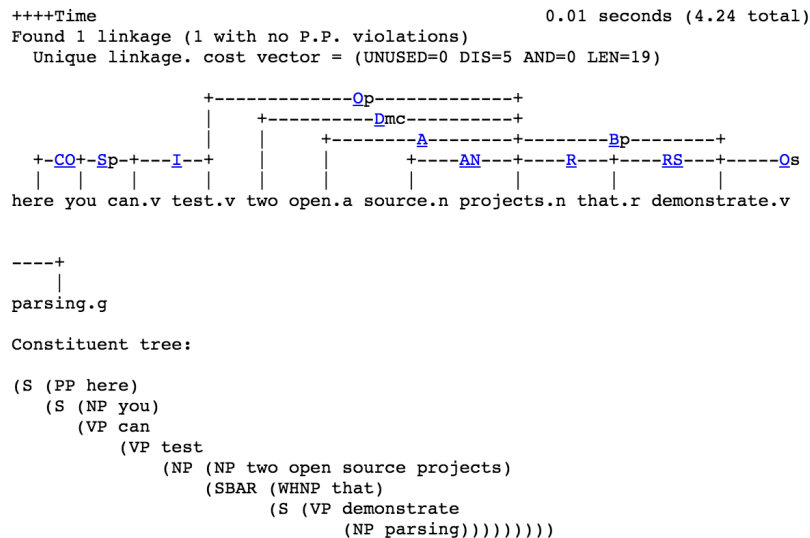 ++++Time                                          0.01 seconds (4.24 total)
Found 1 linkage (1 with no P.P. violations)
  Unique linkage. cost vector = (UNUSED=0 DIS=5 AND=0 LEN=19)

                  +-------------Op-------------+
                  |    +----------Dmc----------+
                  |    |     +--------A--------+--------Bp--------+
  +-CO+-Sp-+---I--+    |     |       +----AN---+----R---+----RS---+-----Os
  |   |    |      |    |     |       |         |        |         |
here you can.v test.v two open.a source.n projects.n that.r demonstrate.v

----+
    |
parsing.g

Constituent tree:

(S (PP here)
   (S (NP you)
      (VP can
          (VP test
              (NP (NP two open source projects)
                  (SBAR (WHNP that)
                        (S (VP demonstrate
                               (NP parsing)))))))))